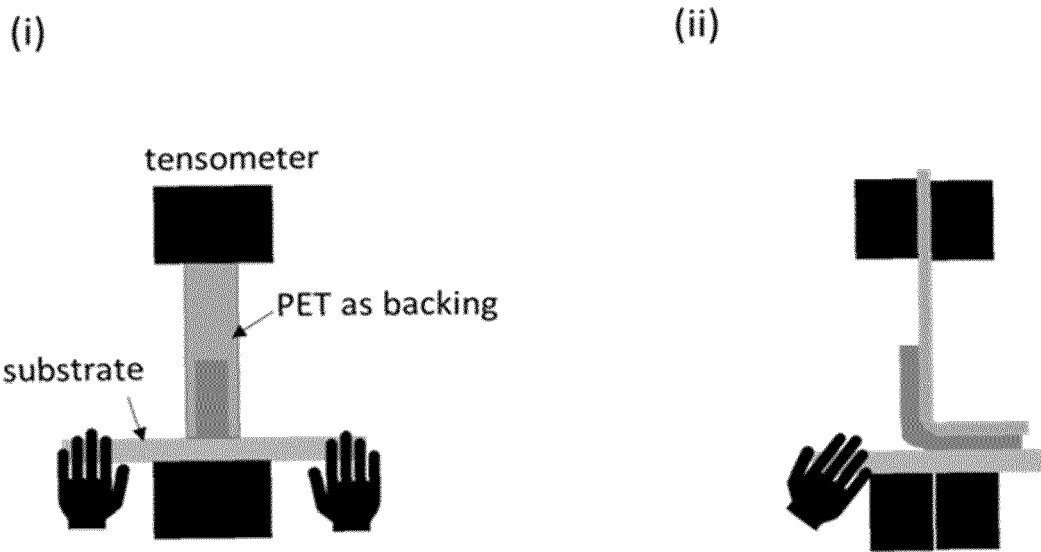 (i)
(ii)
tensometer
PET as backing
substrate